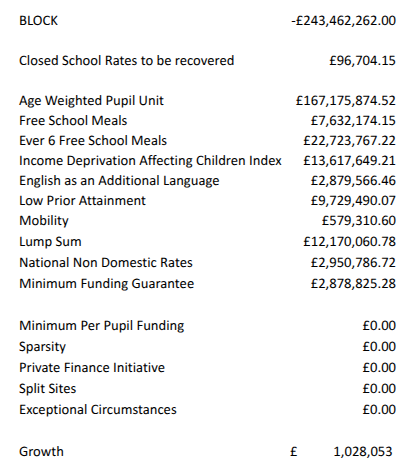 BLOCK -£243,462,262.00
Closed School Rates to be recovered £96,704.15
Age Weighted Pupil Unit £167,175,874.52
Free School Meals £7,632,174.15
Ever 6 Free School Meals £22,723,767.22
Income Deprivation Affecting Children Index £13,617,649.21
English as an Additional Language £2,879,566.46
Low Prior Attainment £9,729,490.07
Mobility £579,310.60
Lump Sum £12,170,060.78
National Non Domestic Rates £2,950,786.72
Minimum Funding Guarantee £2,878,825.28
Minimum Per Pupil Funding £0.00
Sparsity £0.00
Private Finance Initiative £0.00
Split Sites £0.00
Exceptional Circumstances £0.00
Growth £ 1,028,053